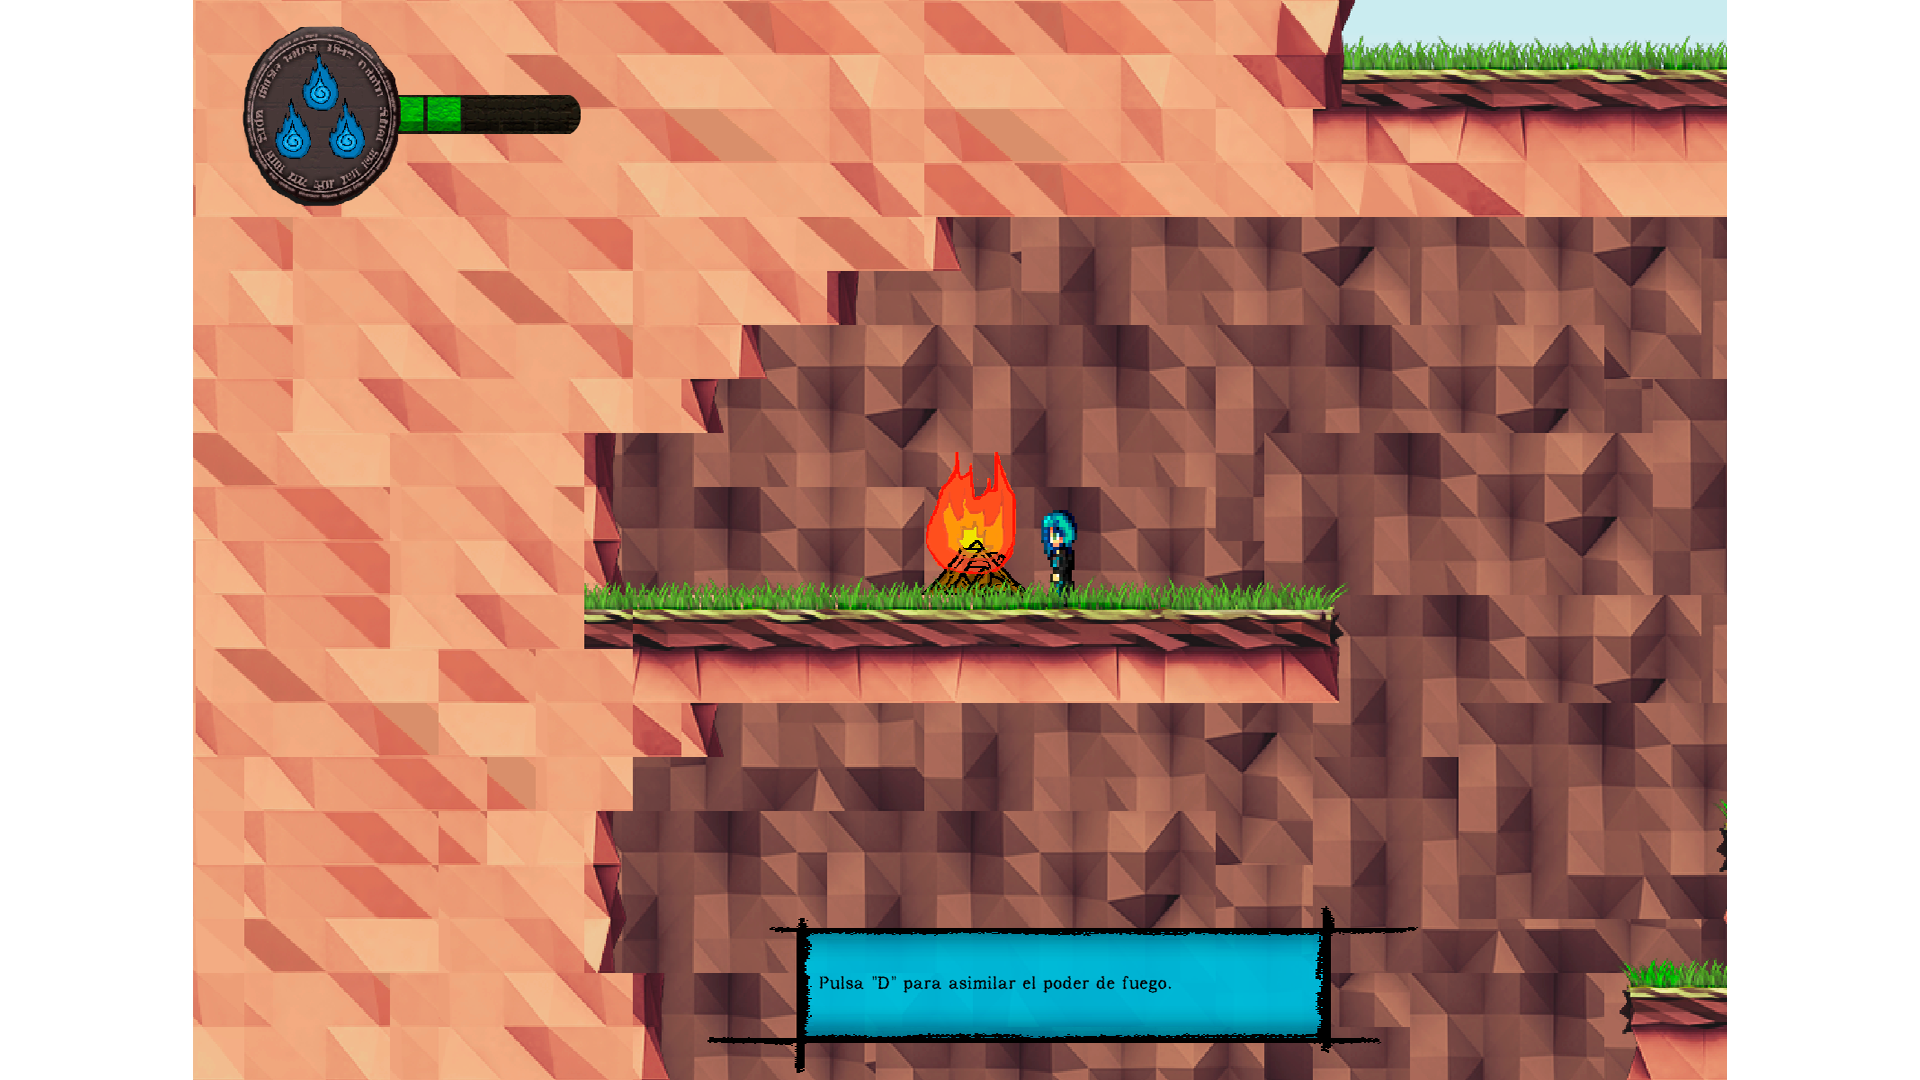 Pulsa "D" para asimilar el poder de fuego.